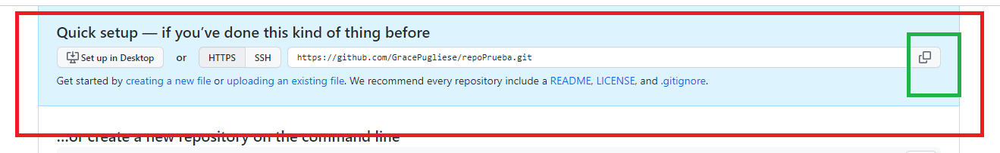 Quick setup — if you’ve done this kind of thing before
Set up in Desktop or HTTPS SSH https://github.com/GracePugliese/repoPrueba.git
Get started by creating a new file or uploading an existing file. We recommend every repository include a README, LICENSE, and .gitignore.
…or create a new repository on the command line